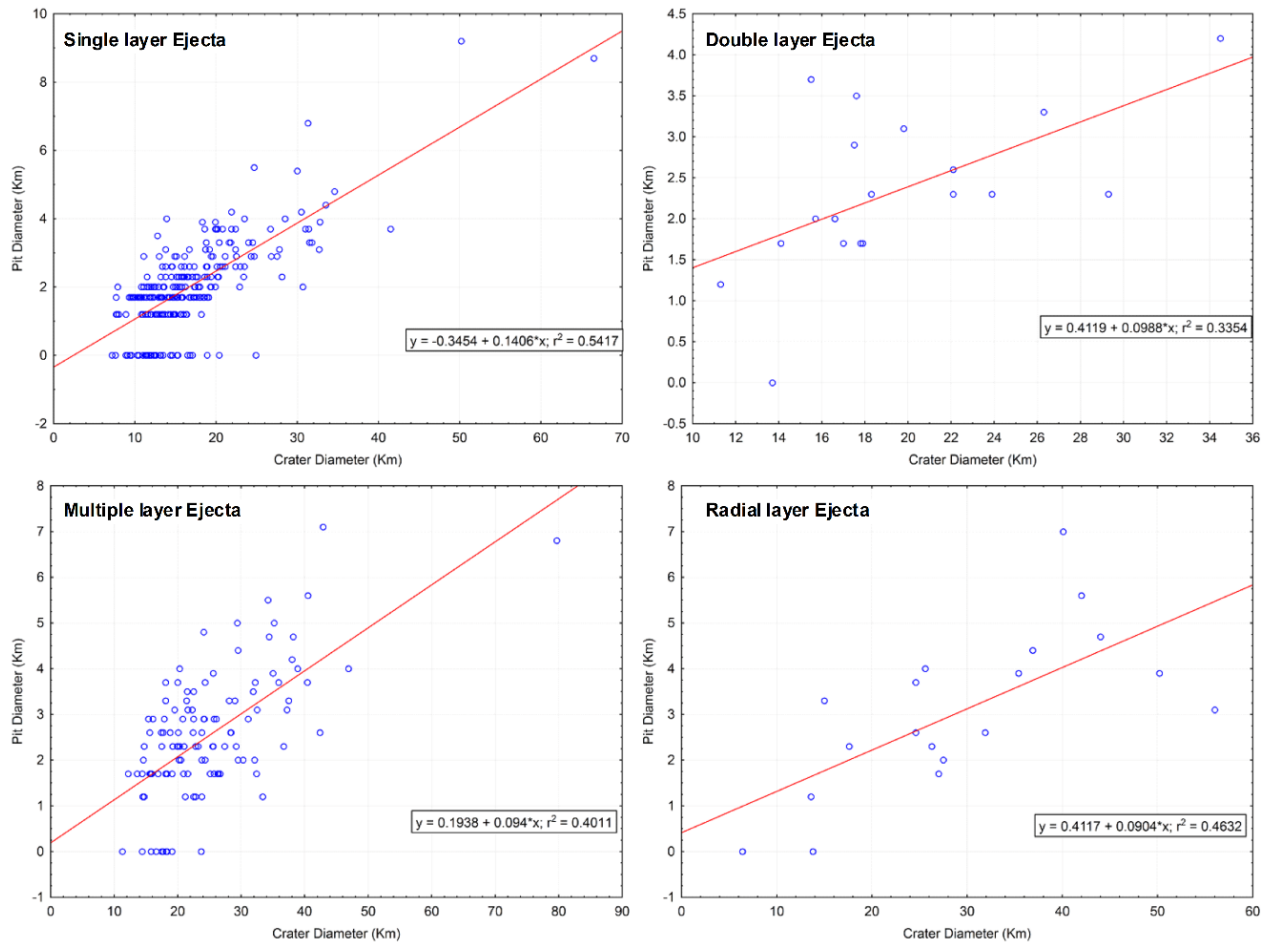 Single layer Ejecta
10
8
6
4
2
0
-2
Pit Diameter (Km)
y = -0.3454 + 0.1406*x; r² = 0.5417
0 10 20 30 40 50 60 70
Crater Diameter (Km)
Double layer Ejecta
4.5
4.0
3.5
3.0
2.5
2.0
1.5
1.0
0.5
0.0
-0.5
Pit Diameter (Km)
y = 0.4119 + 0.0988*x; r² = 0.3354
10 12 14 16 18 20 22 24 26 28 30 32 34 36
Crater Diameter (Km)
Multiple layer Ejecta
8
7
6
5
4
3
2
1
0
-1
Pit Diameter (Km)
y = 0.1938 + 0.094*x; r² = 0.4011
0 10 20 30 40 50 60 70 80 90
Crater Diameter (Km)
Radial layer Ejecta
8
7
6
5
4
3
2
1
0
-1
Pit Diameter (Km)
y = 0.4117 + 0.0904*x; r² = 0.4632
0 10 20 30 40 50 60
Crater Diameter (Km)